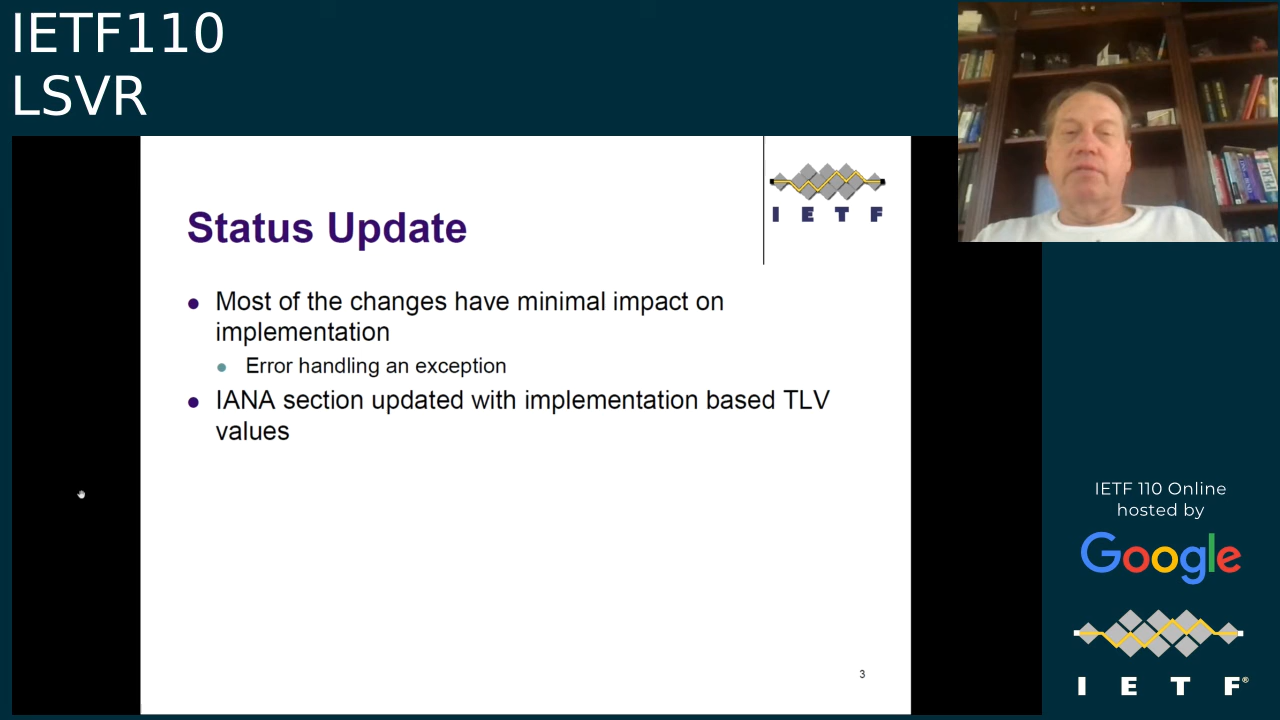 IETF110
LSVR
I E T F
Status Update
Most of the changes have minimal impact on
implementation
Error handling an exception
IANA section updated with implementation based TLV
values
3
IETF 110 Online
hosted by
Google
I E T F®